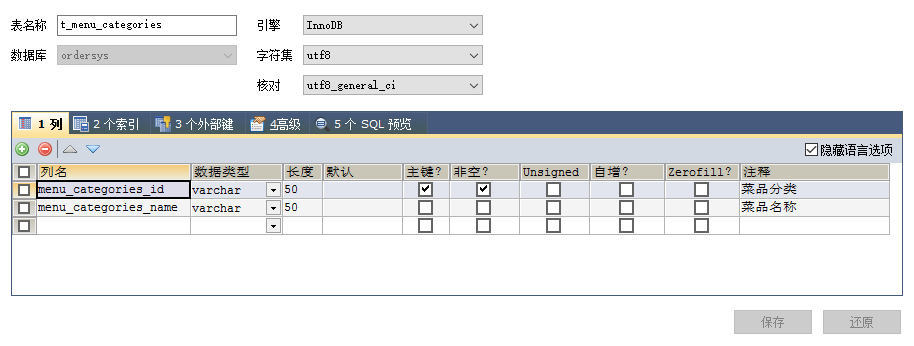 表名称 t_menu_categories 引擎 InnoDB
数据库 ordersys 字符集 utf8
核对 utf8_general_ci
1 列 2 个索引 3 个外部键 4高级 5 个 SQL 预览
隐藏语言选项
列名 数据类型 长度 默认 主键? 非空? Unsigned 自增? Zerofill? 注释
menu_categories_id varchar 50 菜品分类
menu_categories_name varchar 50 菜品名称
保存 还原